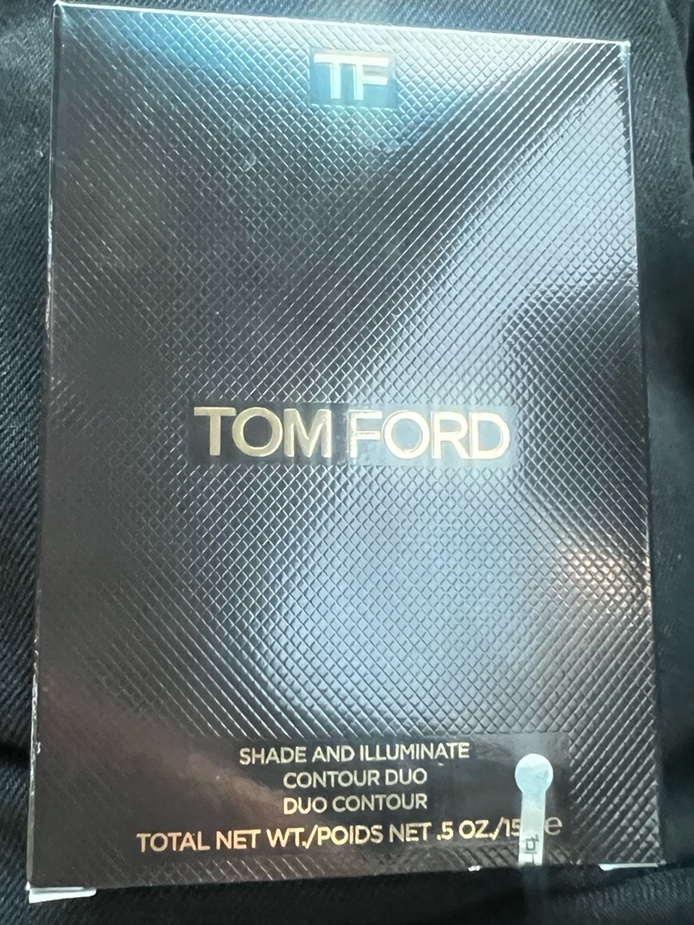 TF
TOM FORD
SHADE AND ILLUMINATE
CONTOUR DUO
DUO CONTOUR
TOTAL NET WT./POIDS NET .5 OZ./15 e